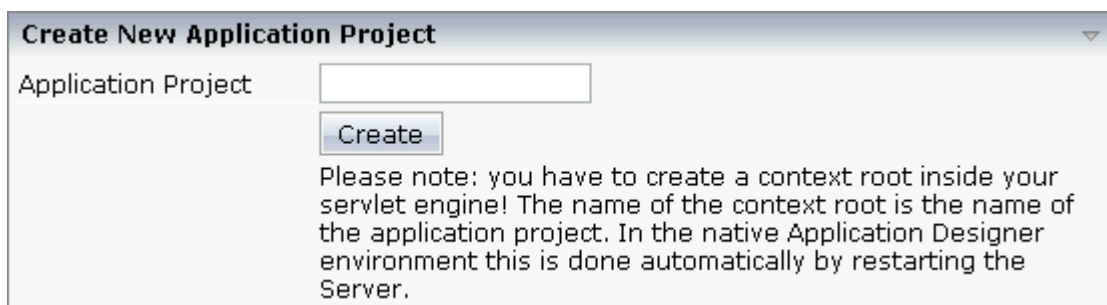 Create New Application Project
Application Project
Create
Please note: you have to create a context root inside your
servlet engine! The name of the context root is the name of
the application project. In the native Application Designer
environment this is done automatically by restarting the
Server.